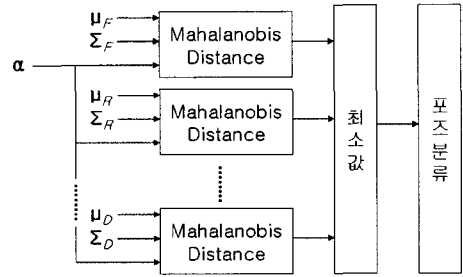 μF
ΣF
Mahalanobis
Distance
α
μR
ΣR
Mahalanobis
Distance
μD
ΣD
Mahalanobis
Distance
최소값
포즈분류